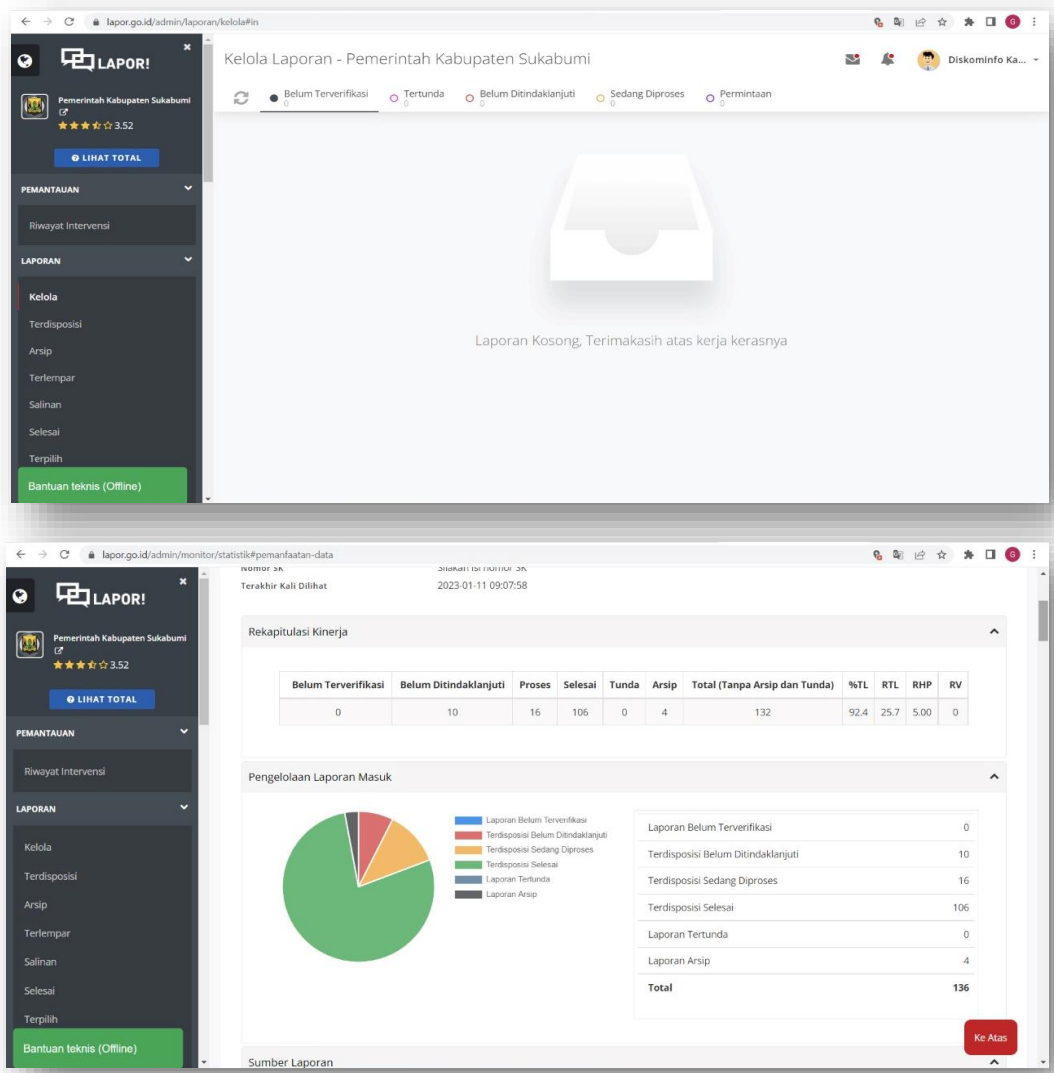 lapor.go.id/admin/laporan/kelola#in
G
LAPOR!
×
Kelola Laporan - Pemerintah Kabupaten Sukabumi
Diskominfo Ka...
Pemerintah Kabupaten Sukabumi
3.52
LIHAT TOTAL
Belum Terverifikasi
0
Tertunda
0
Belum Ditindaklanjuti
0
Sedang Diproses
0
Permintaan
0
PEMANTAUAN
Riwayat Intervensi
LAPORAN
Kelola
Terdisposisi
Arsip
Terlempar
Salinan
Selesai
Terpilih
Bantuan teknis (Offline)
Laporan Kosong, Terimakasih atas kerja kerasnya
lapor.go.id/admin/monitor/statistik#pemanfaatan-data
G
LAPOR!
×
Pemerintah Kabupaten Sukabumi
3.52
LIHAT TOTAL
PEMANTAUAN
Riwayat Intervensi
LAPORAN
Kelola
Terdisposisi
Arsip
Terlempar
Salinan
Selesai
Terpilih
Bantuan teknis (Offline)
Nomor SK Silakan isi nomor SK
Terakhir Kali Dilihat 2023-01-11 09:07:58
Rekapitulasi Kinerja
Belum Terverifikasi Belum Ditindaklanjuti Proses Selesai Tunda Arsip Total (Tanpa Arsip dan Tunda) %TL RTL RHP RV
0 10 16 106 0 4 132 92.4 25.7 5.00 0
Pengelolaan Laporan Masuk
Laporan Belum Terverifikasi
Terdisposisi Belum Ditindaklanjuti
Terdisposisi Sedang Diproses
Terdisposisi Selesai
Laporan Tertunda
Laporan Arsip
Laporan Belum Terverifikasi 0
Terdisposisi Belum Ditindaklanjuti 10
Terdisposisi Sedang Diproses 16
Terdisposisi Selesai 106
Laporan Tertunda 0
Laporan Arsip 4
Total 136
Ke Atas
Sumber Laporan